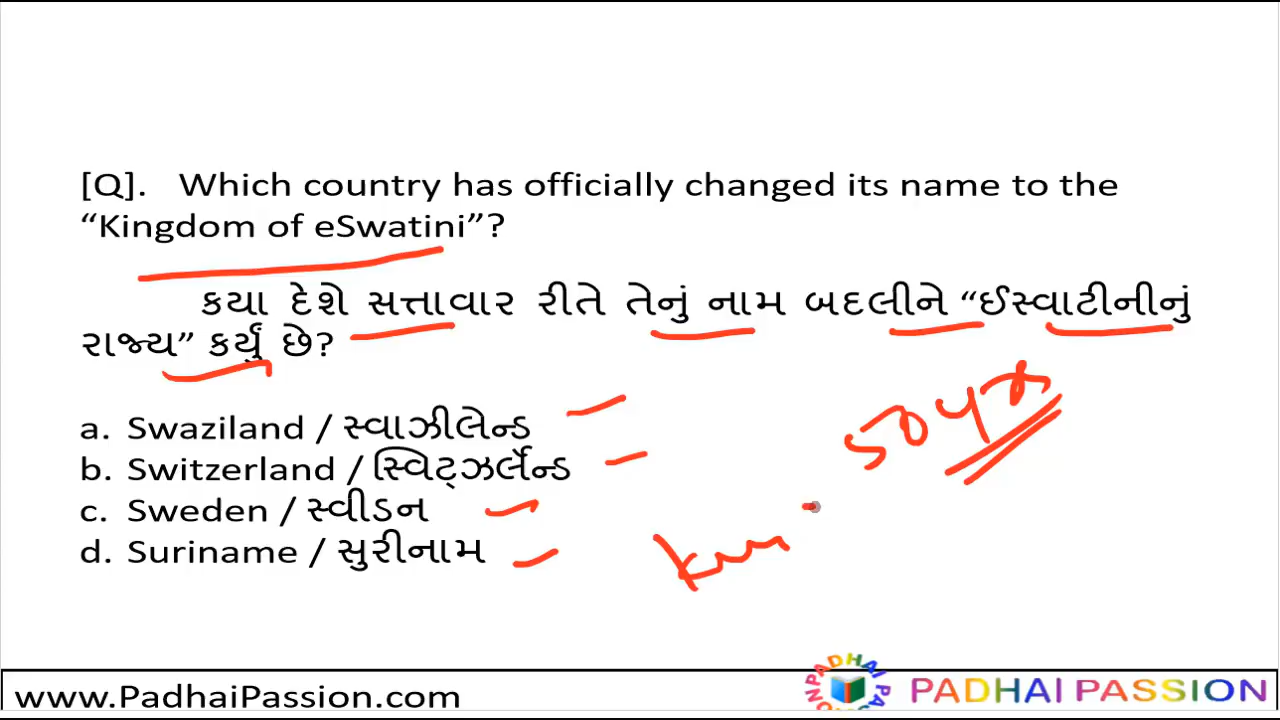 [Q]. Which country has officially changed its name to the
“Kingdom of eSwatini”?
કયા દેશે સત્તાવાર રીતે તેનું નામ બદલીને “ઈસ્વાટીનીનું
રાજ્ય” કર્યું છે?
a. Swaziland / સ્વાઝીલેન્ડ
b. Switzerland / સ્વિટ્ઝર્લૅન્ડ
c. Sweden / સ્વીડન
d. Suriname / સુરીનામ
www.PadhaiPassion.com
PADHAI PASSION